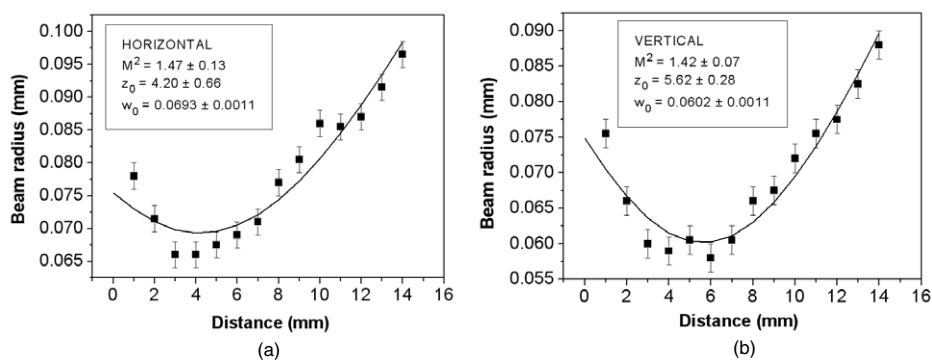 HORIZONTAL
M² = 1.47 ± 0.13
z₀ = 4.20 ± 0.66
w₀ = 0.0693 ± 0.0011
Beam radius (mm)
0.100
0.095
0.090
0.085
0.080
0.075
0.070
0.065
0 2 4 6 8 10 12 14 16
Distance (mm)
(a)
VERTICAL
M² = 1.42 ± 0.07
z₀ = 5.62 ± 0.28
w₀ = 0.0602 ± 0.0011
Beam radius (mm)
0.090
0.085
0.080
0.075
0.070
0.065
0.060
0.055
0 2 4 6 8 10 12 14 16
Distance (mm)
(b)